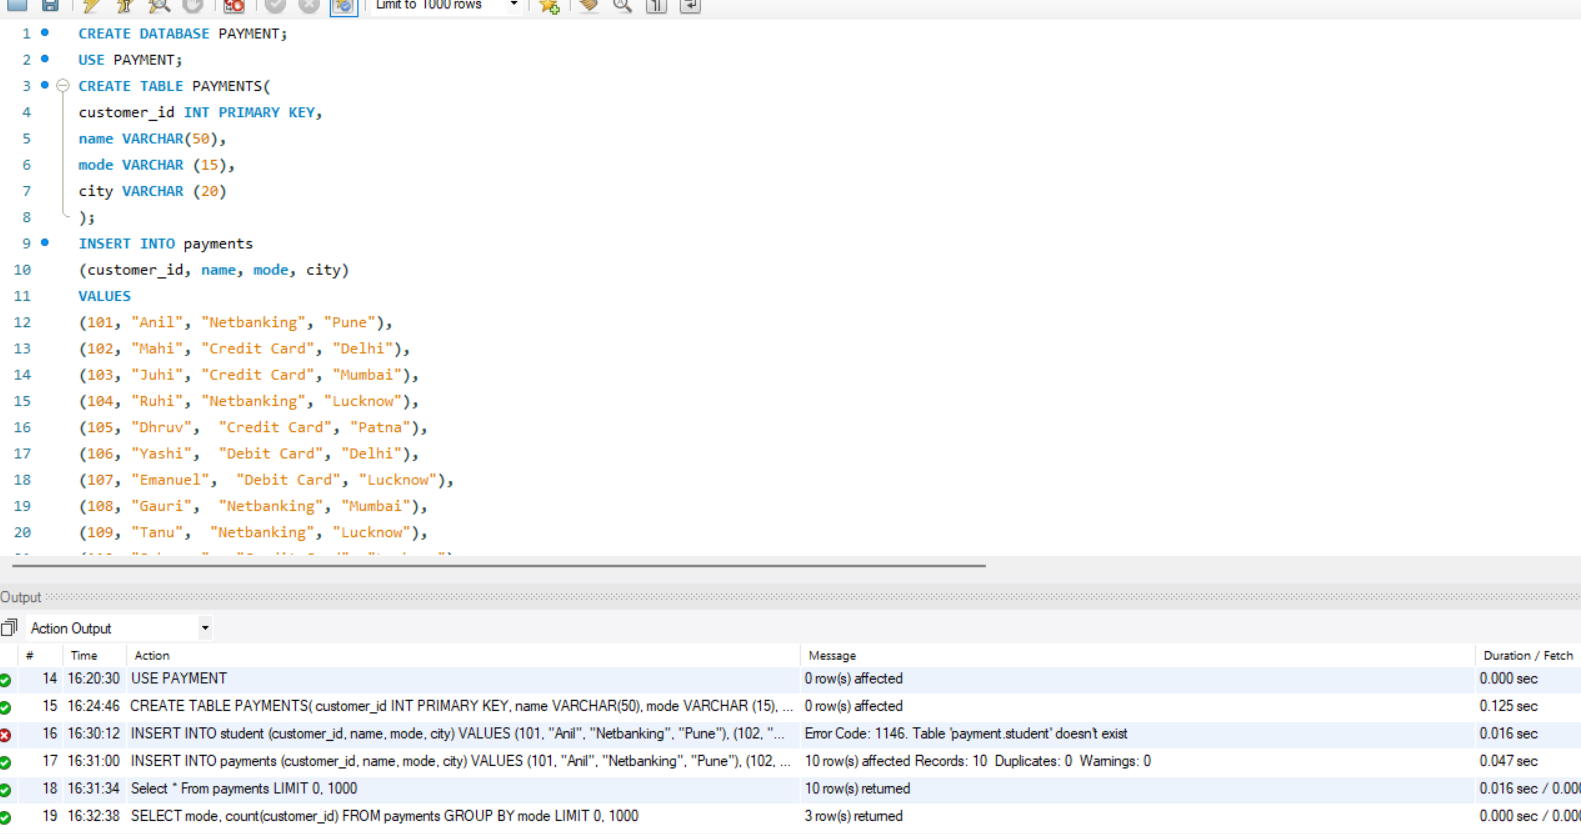 Limit to 1000 rows
1 CREATE DATABASE PAYMENT;
2 USE PAYMENT;
3 CREATE TABLE PAYMENTS(
4 customer_id INT PRIMARY KEY,
5 name VARCHAR(50),
6 mode VARCHAR (15),
7 city VARCHAR (20)
8 );
9 INSERT INTO payments
10 (customer_id, name, mode, city)
11 VALUES
12 (101, "Anil", "Netbanking", "Pune"),
13 (102, "Mahi", "Credit Card", "Delhi"),
14 (103, "Juhi", "Credit Card", "Mumbai"),
15 (104, "Ruhi", "Netbanking", "Lucknow"),
16 (105, "Dhruv",  "Credit Card", "Patna"),
17 (106, "Yashi",  "Debit Card", "Delhi"),
18 (107, "Emanuel",  "Debit Card", "Lucknow"),
19 (108, "Gauri",  "Netbanking", "Mumbai"),
20 (109, "Tanu",  "Netbanking", "Lucknow"),
Output
Action Output
# Time Action Message Duration / Fetch
14 16:20:30 USE PAYMENT 0 row(s) affected 0.000 sec
15 16:24:46 CREATE TABLE PAYMENTS( customer_id INT PRIMARY KEY, name VARCHAR(50), mode VARCHAR (15), ... 0 row(s) affected 0.125 sec
16 16:30:12 INSERT INTO student (customer_id, name, mode, city) VALUES (101, "Anil", "Netbanking", "Pune"), (102, "... Error Code: 1146. Table 'payment.student' doesn't exist 0.016 sec
17 16:31:00 INSERT INTO payments (customer_id, name, mode, city) VALUES (101, "Anil", "Netbanking", "Pune"), (102, ... 10 row(s) affected Records: 10 Duplicates: 0 Warnings: 0 0.047 sec
18 16:31:34 Select * From payments LIMIT 0, 1000 10 row(s) returned 0.016 sec / 0.000
19 16:32:38 SELECT mode, count(customer_id) FROM payments GROUP BY mode LIMIT 0, 1000 3 row(s) returned 0.000 sec / 0.000